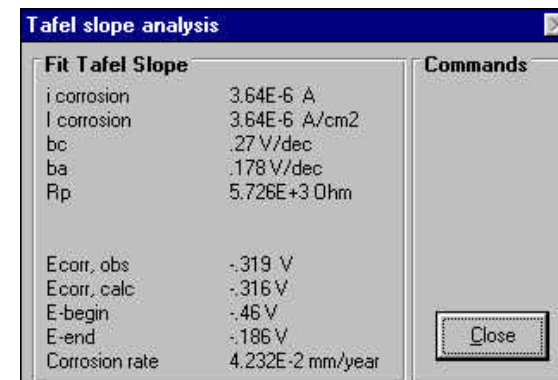 Tafel slope analysis
Fit Tafel Slope
i corrosion 3.64E-6 A
I corrosion 3.64E-6 A/cm2
bc .27 V/dec
ba .178 V/dec
Rp 5.726E+3 Ohm
Ecorr, obs -.319 V
Ecorr, calc -.316 V
E-begin -.46 V
E-end -.186 V
Corrosion rate 4.232E-2 mm/year
Commands
Close